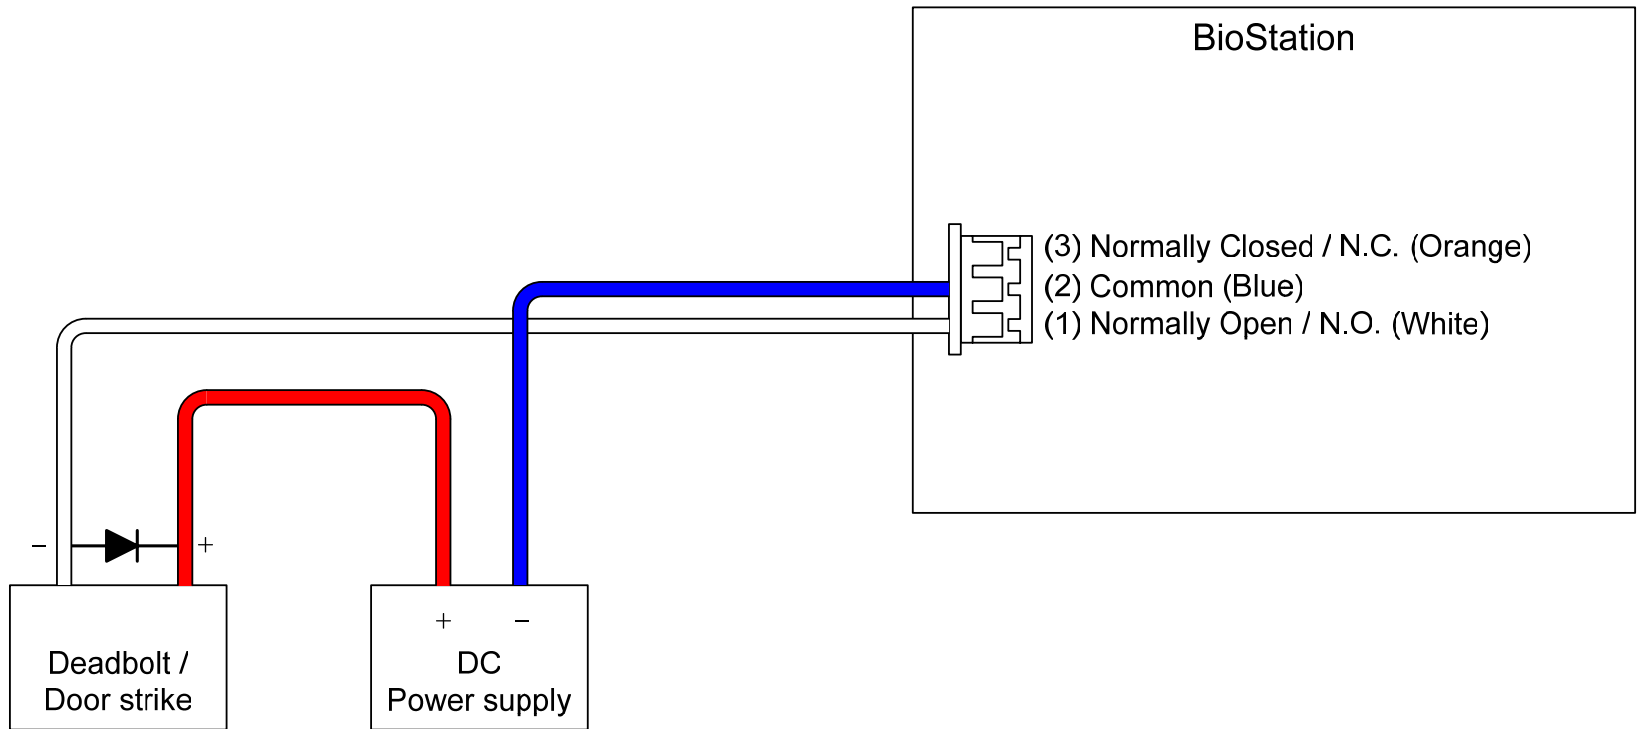 BioStation
(3) Normally Closed / N.C. (Orange)
(2) Common (Blue)
(1) Normally Open / N.O. (White)
− +
+ −
Deadbolt /
Door strike
DC
Power supply